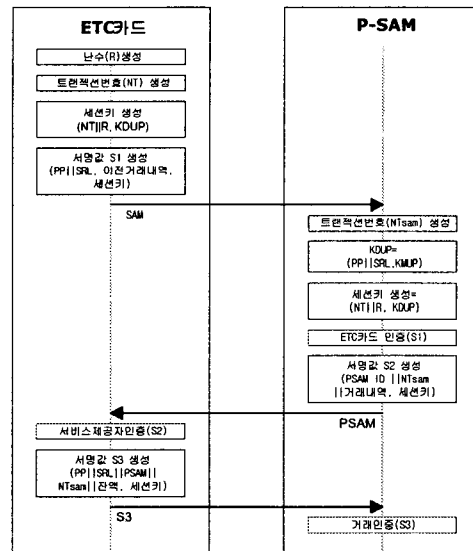 ETC카드
난수(R)생성
트랜젝션번호(NT) 생성
세션키 생성
(NT||R, KDUP)
서명값 S1 생성
(PP||SRL, 이전거래내역,
세션키)
SAM
P-SAM
트랜젝션번호(NTsam) 생성
KDUP=
(PP||SRL,KMUP)
세션키 생성=
(NT||R, KDUP)
ETC카드 인증(S1)
서명값 S2 생성
(PSAM ID ||NTsam
||거래내역, 세션키)
PSAM
서비스제공자인증(S2)
서명값 S3 생성
(PP||SRL||PSAM||
NTsam||잔액, 세션키)
S3
거래인증(S3)